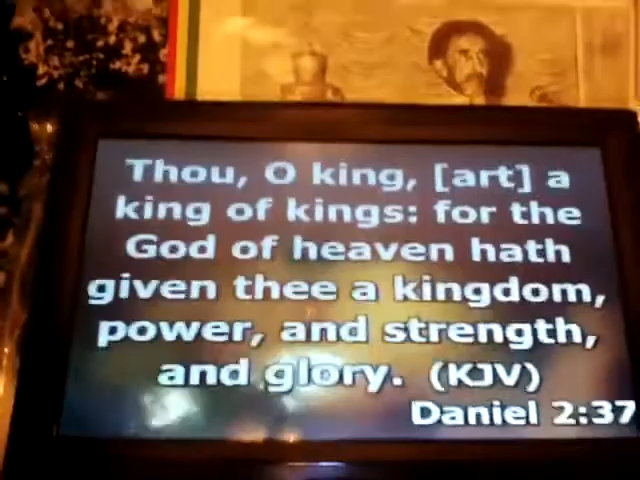 Thou, O king, [art] a
king of kings: for the
God of heaven hath
given thee a kingdom,
power, and strength,
and glory. (KJV)
Daniel 2:37